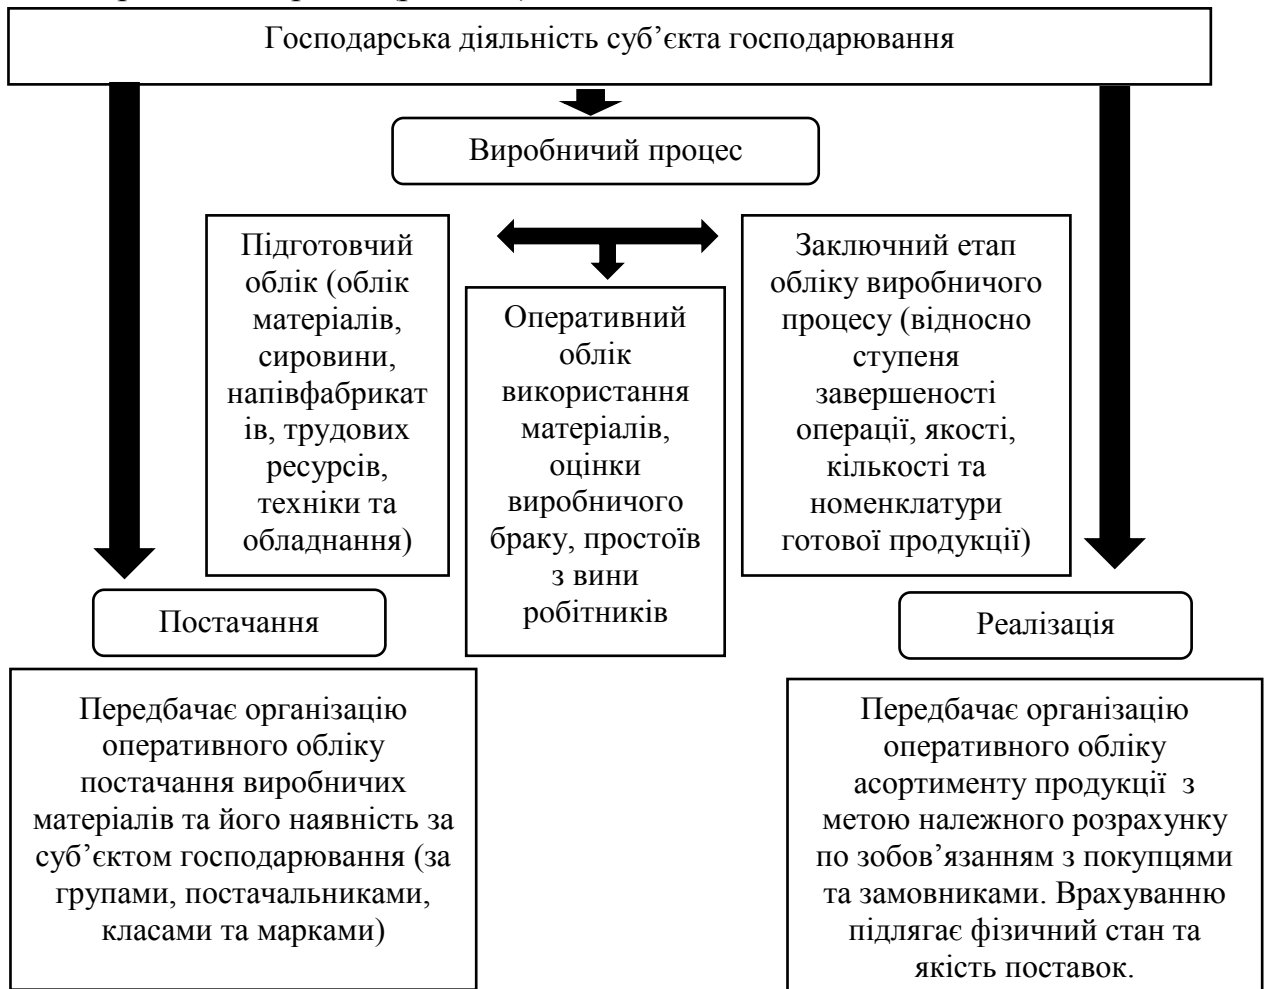 Господарська діяльність суб’єкта господарювання
Виробничий процес
Підготовчий
облік (облік
матеріалів,
сировини,
напівфабрикат
ів, трудових
ресурсів,
техніки та
обладнання)
Оперативний
облік
використання
матеріалів,
оцінки
виробничого
браку, простоїв
з вини
робітників
Заключний етап
обліку виробничого
процесу (відносно
ступеня
завершеності
операції, якості,
кількості та
номенклатури
готової продукції)
Постачання
Передбачає організацію
оперативного обліку
постачання виробничих
матеріалів та його наявність за
суб’єктом господарювання (за
групами, постачальниками,
класами та марками)
Реалізація
Передбачає організацію
оперативного обліку
асортименту продукції  з
метою належного розрахунку
по зобов’язанням з покупцями
та замовниками. Врахуванню
підлягає фізичний стан та
якість поставок.